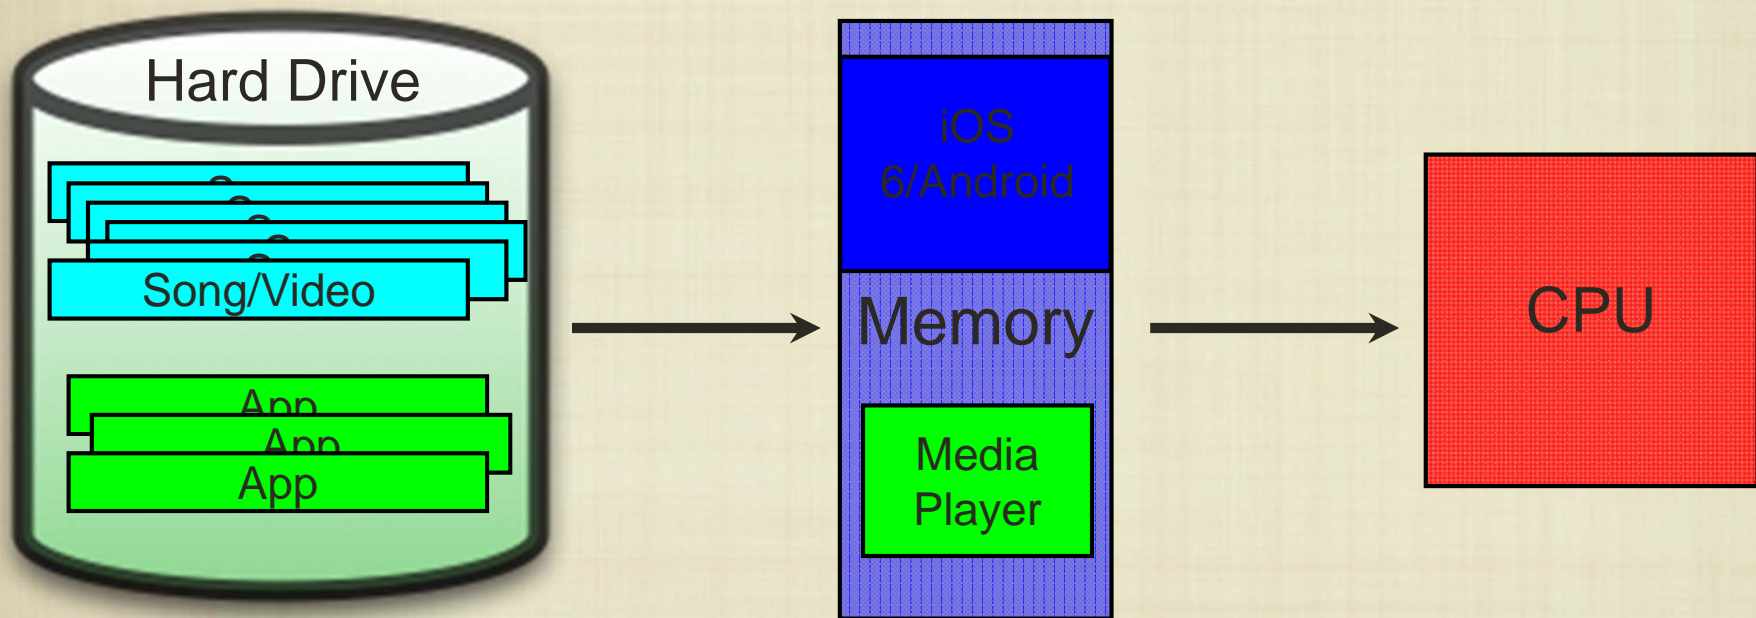 Hard Drive
Song/Video
App
App
App
iOS
6/Android
Memory
Media
Player
CPU